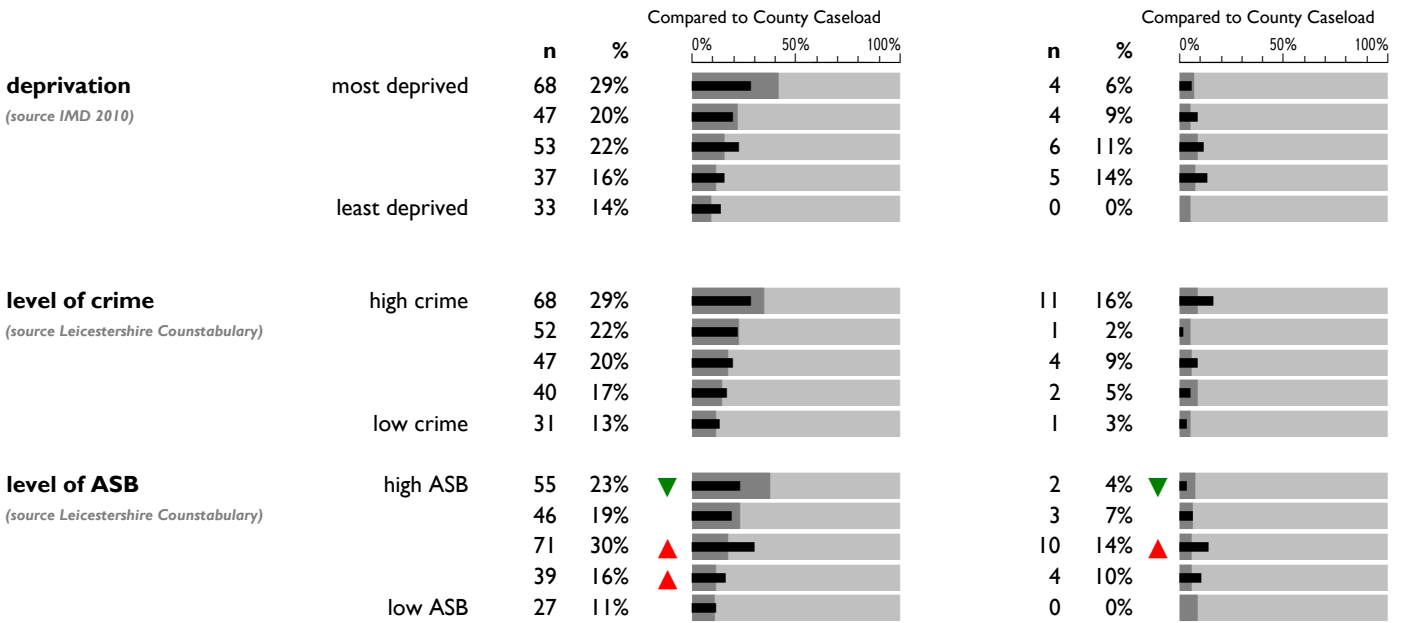 Compared to County Caseload Compared to County Caseload
n % 0% 50% 100% n % 0% 50% 100%
deprivation most deprived 68 29% 4 6%
(source IMD 2010) 47 20% 4 9%
53 22% 6 11%
37 16% 5 14%
least deprived 33 14% 0 0%
level of crime high crime 68 29% 11 16%
(source Leicestershire Counstabulary) 52 22% 1 2%
47 20% 4 9%
40 17% 2 5%
low crime 31 13% 1 3%
level of ASB high ASB 55 23% 2 4%
(source Leicestershire Counstabulary) 46 19% 3 7%
71 30% 10 14%
39 16% 4 10%
low ASB 27 11% 0 0%